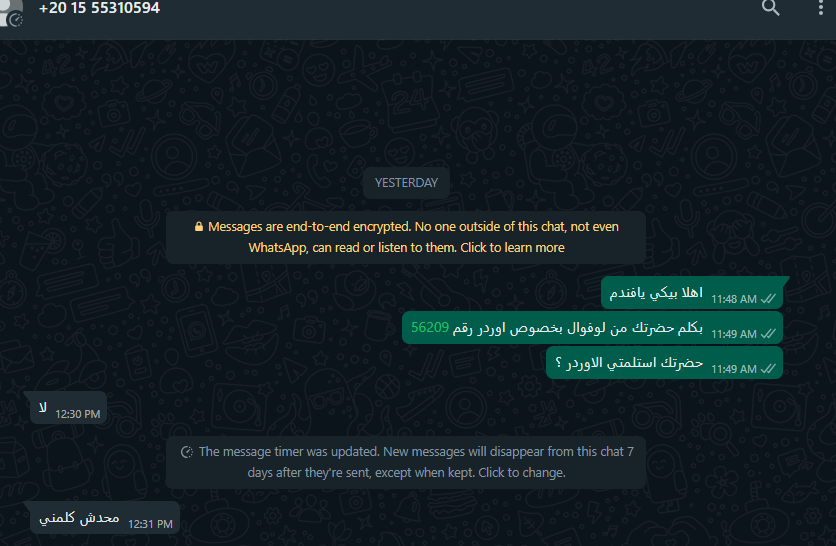 +20 15 55310594
YESTERDAY
Messages are end-to-end encrypted. No one outside of this chat, not even
WhatsApp, can read or listen to them. Click to learn more
اهلا بيكي يافندم 11:48 AM
بكلم حضرتك من لوفوال بخصوص اوردر رقم 56209 11:49 AM
حضرتك استلمتي الاوردر ؟ 11:49 AM
لا 12:30 PM
The message timer was updated. New messages will disappear from this chat 7
days after they're sent, except when kept. Click to change.
محدش كلمني 12:31 PM